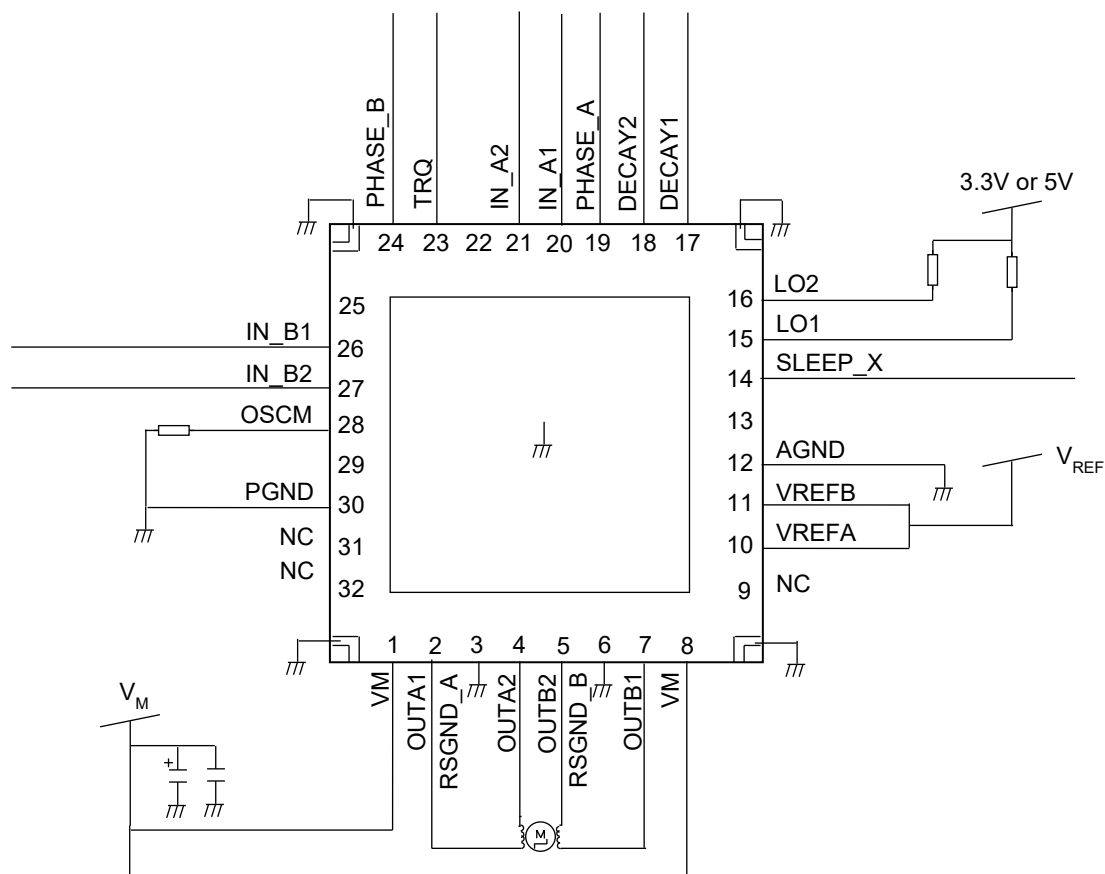 PHASE_B
TRQ
IN_A2
IN_A1
PHASE_A
DECAY2
DECAY1
3.3V or 5V
24 23 22 21 20 19 18 17
25
26
27
28
29
30
31
32
IN_B1
IN_B2
OSCM
PGND
NC
NC
16
15
14
13
12
11
10
9
LO2
LO1
SLEEP_X
AGND
VREFB
VREFA
NC
VREF
1 2 3 4 5 6 7 8
VM
OUTA1
RSGND_A
OUTA2
OUTB2
RSGND_B
OUTB1
VM
VM
+
M